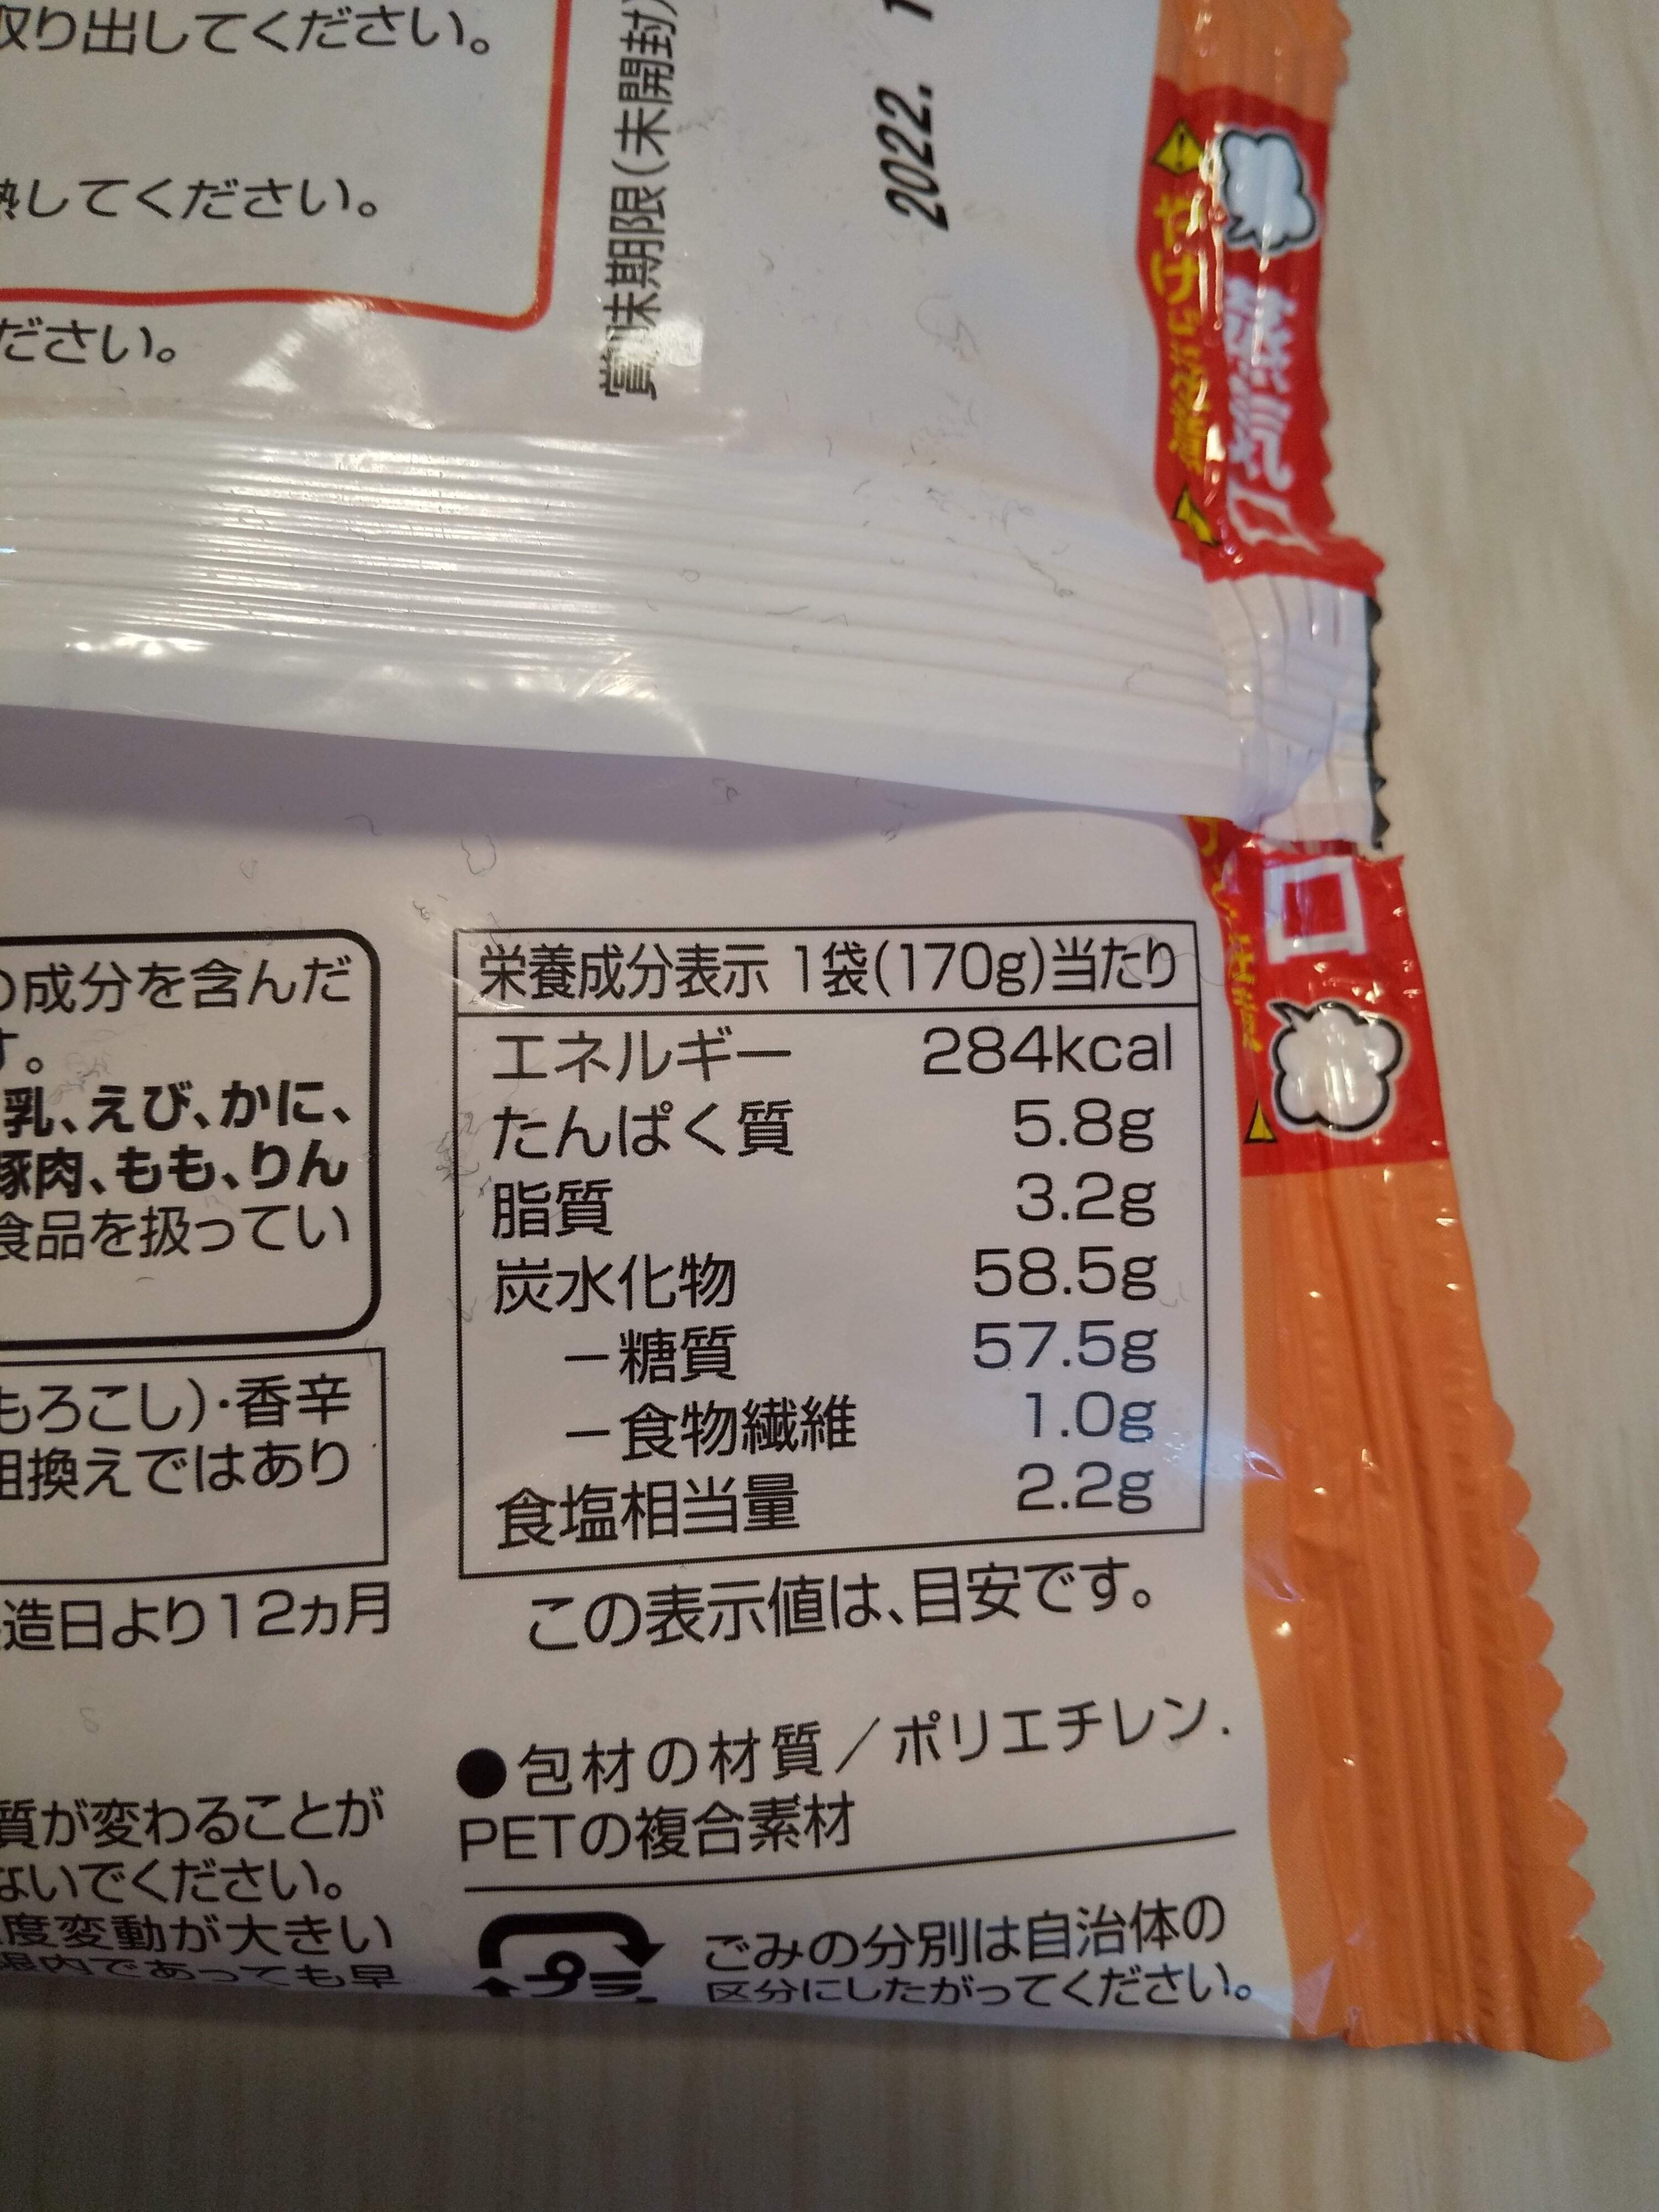 取り出してください。
熱してください。
ださい。
賞味期限(未開封)
2022. 1
蒸気口
やけど注意
口
の成分を含んだ
す。
乳、えび、かに、
豚肉、もも、りん
食品を扱ってい
もろこし)・香辛
組換えではあり
造日より12ヵ月
質が変わることが
ないでください。
度変動が大きい
限内であっても早
栄養成分表示 1袋(170g)当たり
エネルギー 284kcal
たんぱく質 5.8g
脂質 3.2g
炭水化物 58.5g
－糖質 57.5g
－食物繊維 1.0g
食塩相当量 2.2g
この表示値は、目安です。
●包材の材質／ポリエチレン.
PETの複合素材
プラ
ごみの分別は自治体の
区分にしたがってください。